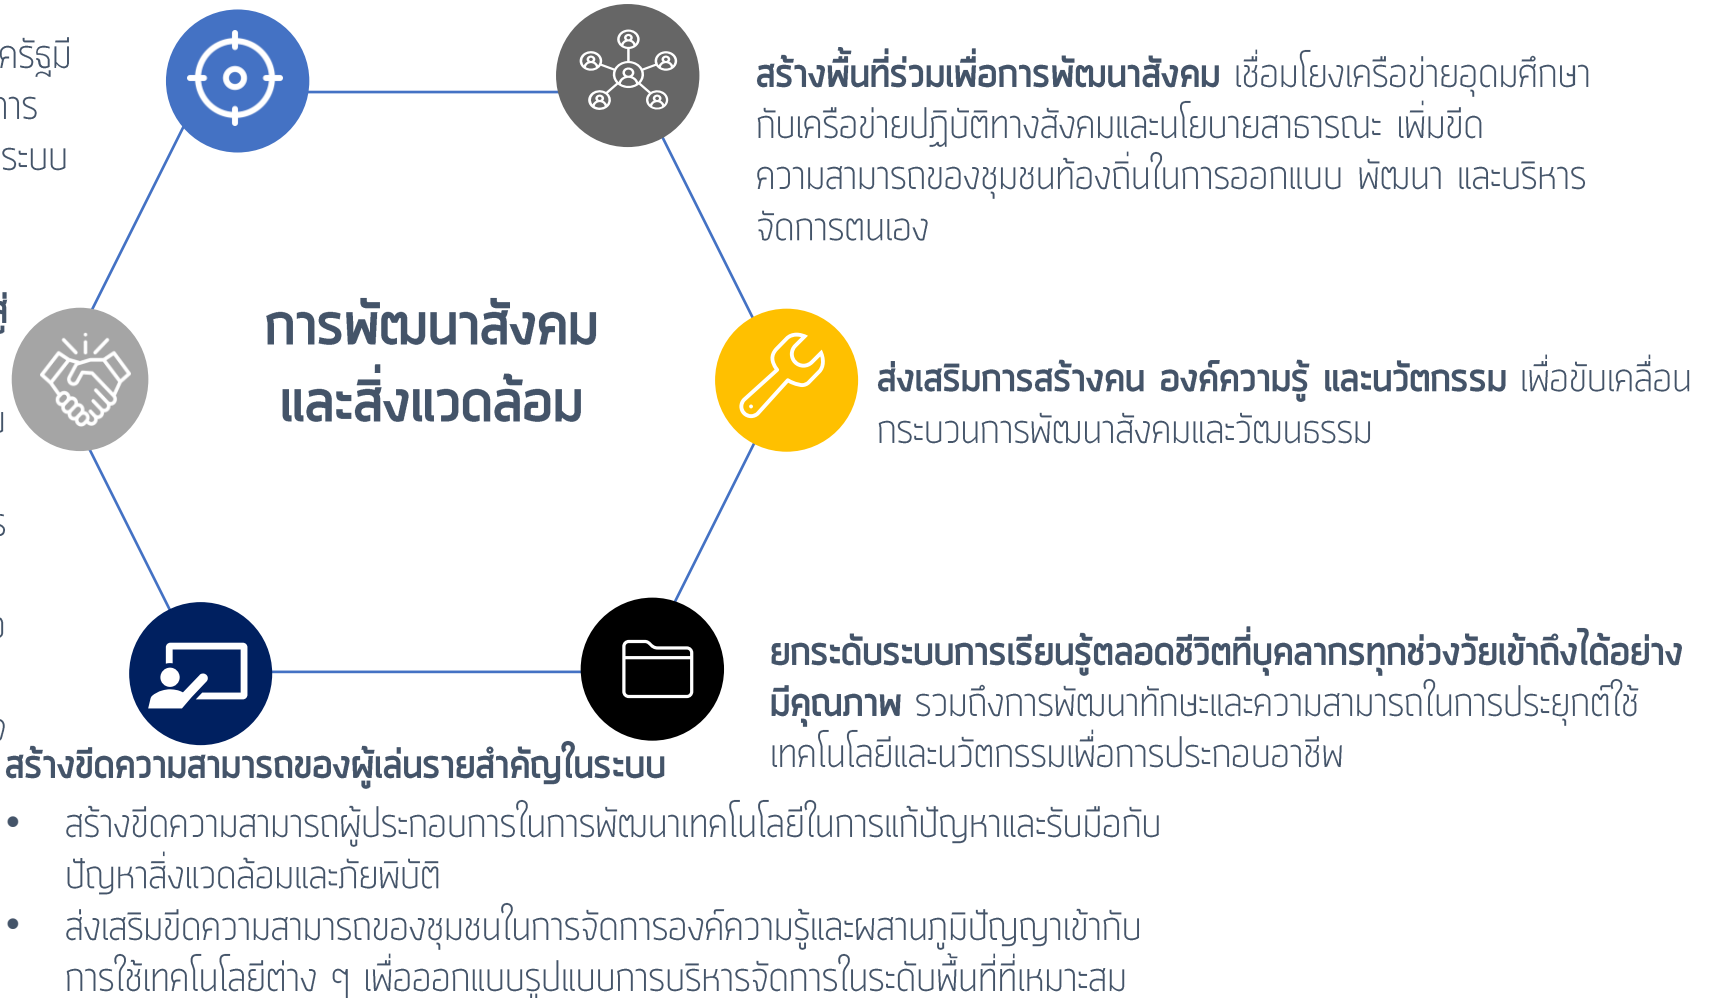 ครัฐมี
การ
ระบบ
สร้างพื้นที่ร่วมเพื่อการพัฒนาสังคม เชื่อมโยงเครือข่ายอุดมศึกษา
กับเครือข่ายปฏิบัติทางสังคมและนโยบายสาธารณะ เพิ่มขีด
ความสามารถของชุมชนท้องถิ่นในการออกแบบ พัฒนา และบริหาร
จัดการตนเอง
การพัฒนาสังคม
และสิ่งแวดล้อม
ส่งเสริมการสร้างคน องค์ความรู้ และนวัตกรรม เพื่อขับเคลื่อน
กระบวนการพัฒนาสังคมและวัฒนธรรม
ยกระดับระบบการเรียนรู้ตลอดชีวิตที่บุคลากรทุกช่วงวัยเข้าถึงได้อย่าง
มีคุณภาพ รวมถึงการพัฒนาทักษะและความสามารถในการประยุกต์ใช้
เทคโนโลยีและนวัตกรรมเพื่อการประกอบอาชีพ
สร้างขีดความสามารถของผู้เล่นรายสำคัญในระบบ
• สร้างขีดความสามารถผู้ประกอบการในการพัฒนาเทคโนโลยีในการแก้ปัญหาและรับมือกับ
ปัญหาสิ่งแวดล้อมและภัยพิบัติ
• ส่งเสริมขีดความสามารถของชุมชนในการจัดการองค์ความรู้และผสานภูมิปัญญาเข้ากับ
การใช้เทคโนโลยีต่าง ๆ เพื่อออกแบบรูปแบบการบริหารจัดการในระดับพื้นที่ที่เหมาะสม